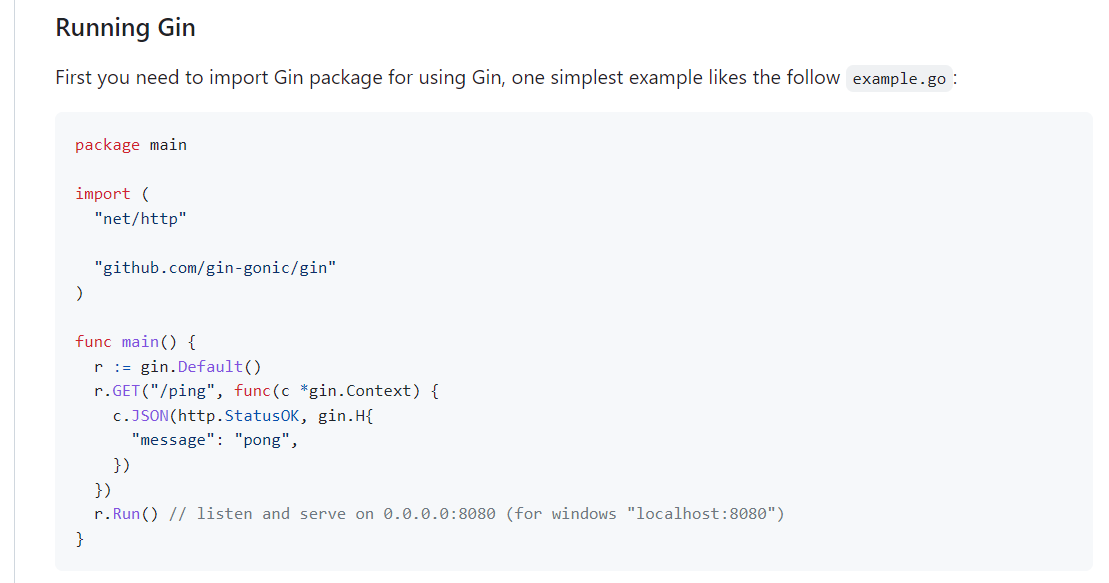 Running Gin
First you need to import Gin package for using Gin, one simplest example likes the follow example.go:
package main
import (
"net/http"
"github.com/gin-gonic/gin"
)
func main() {
r := gin.Default()
r.GET("/ping", func(c *gin.Context) {
c.JSON(http.StatusOK, gin.H{
"message": "pong",
})
})
r.Run() // listen and serve on 0.0.0.0:8080 (for windows "localhost:8080")
}